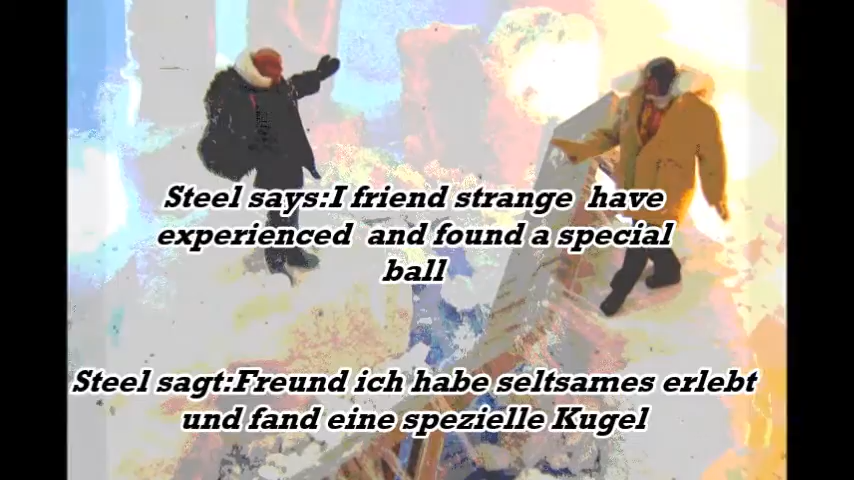 Steel says:I friend strange have
experienced and found a special
ball
Steel sagt:Freund ich habe seltsames erlebt
und fand eine spezielle Kugel